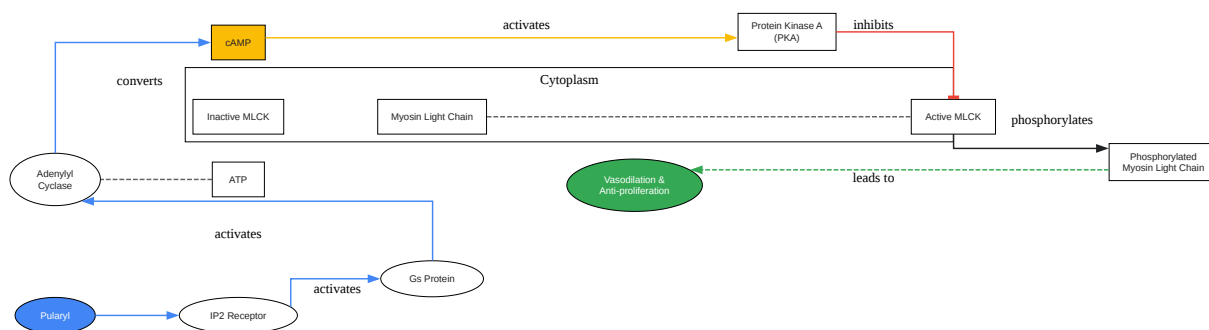 activates
Protein Kinase A
(PKA)
inhibits
cAMP
converts
Cytoplasm
Inactive MLCK
Myosin Light Chain
Active MLCK
phosphorylates
Phosphorylated
Myosin Light Chain
Adenylyl
Cyclase
ATP
Vasodilation &
Anti-proliferation
leads to
activates
Gs Protein
activates
Pularyl
IP2 Receptor